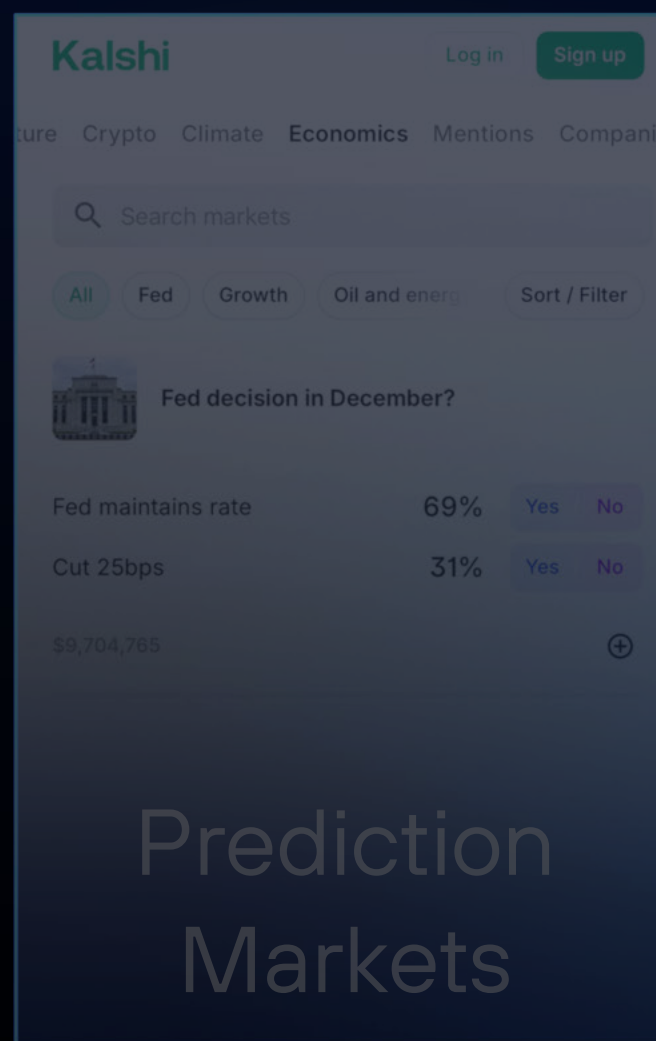 Kalshi Log in Sign up
ture Crypto Climate Economics Mentions Compani
Search markets
All Fed Growth Oil and energ Sort / Filter
Fed decision in December?
Fed maintains rate 69% Yes No
Cut 25bps 31% Yes No
$9,704,765
Prediction
Markets